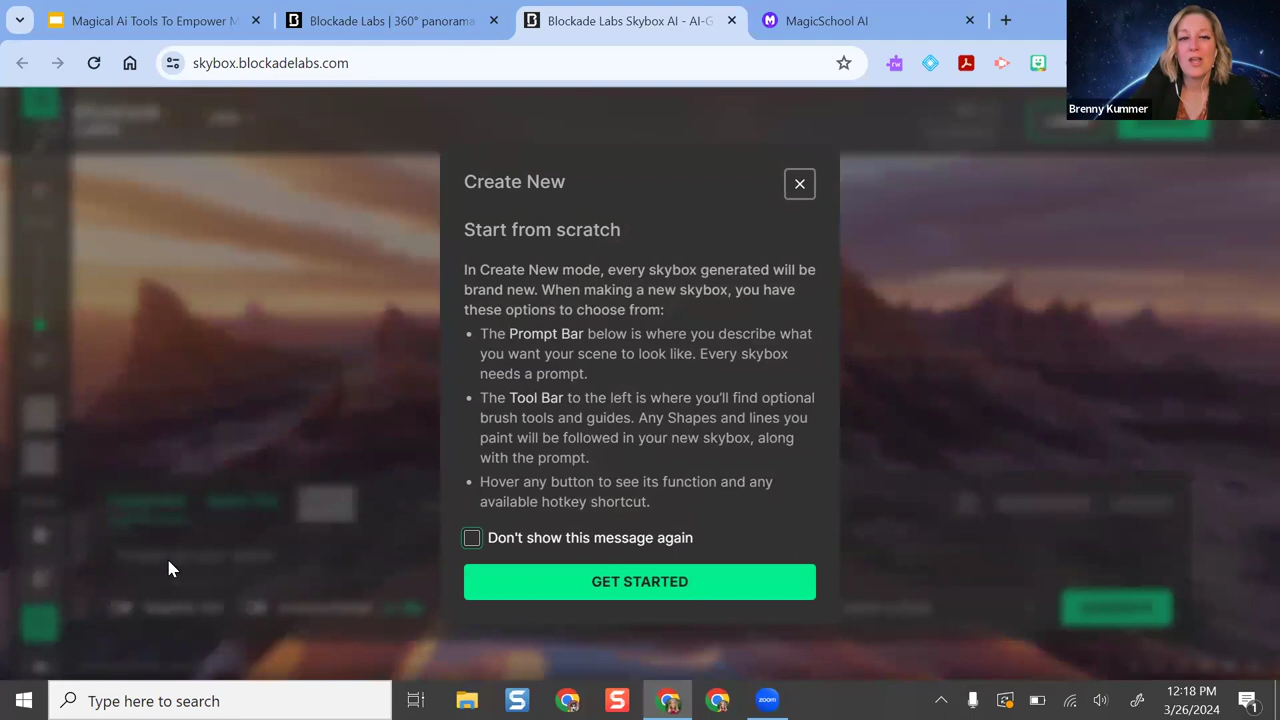 Magical Ai Tools To Empower M
Blockade Labs | 360° panorama
Blockade Labs Skybox AI - AI-G
MagicSchool AI
skybox.blockadelabs.com
rw
Brenny Kummer
Create New
Start from scratch
In Create New mode, every skybox generated will be
brand new. When making a new skybox, you have
these options to choose from:
The Prompt Bar below is where you describe what
you want your scene to look like. Every skybox
needs a prompt.
The Tool Bar to the left is where you'll find optional
brush tools and guides. Any Shapes and lines you
paint will be followed in your new skybox, along
with the prompt.
Hover any button to see its function and any
available hotkey shortcut.
Don't show this message again
GET STARTED
Type here to search
S
S
zoom
12:18 PM
3/26/2024
1